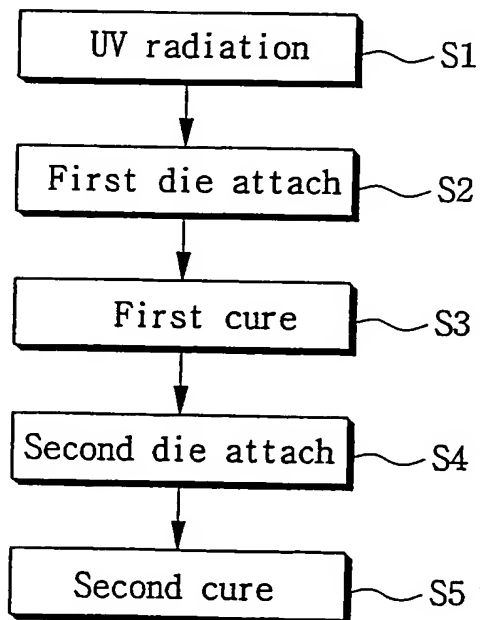 UV radiation S1
First die attach S2
First cure S3
Second die attach S4
Second cure S5